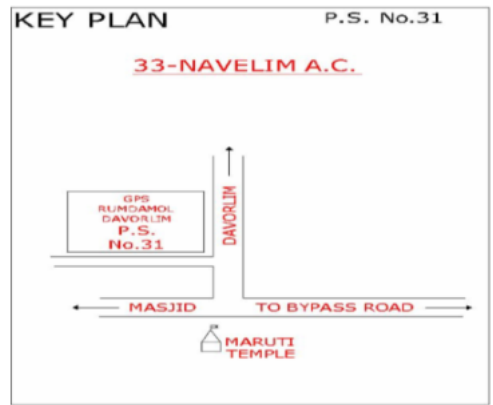 KEY PLAN P.S. No.31
33-NAVELIM A.C.
GPS
RUMDAMOL
DAVORLIM
P.S.
No.31
DAVORLIM
MASJID TO BYPASS ROAD
MARUTI
TEMPLE